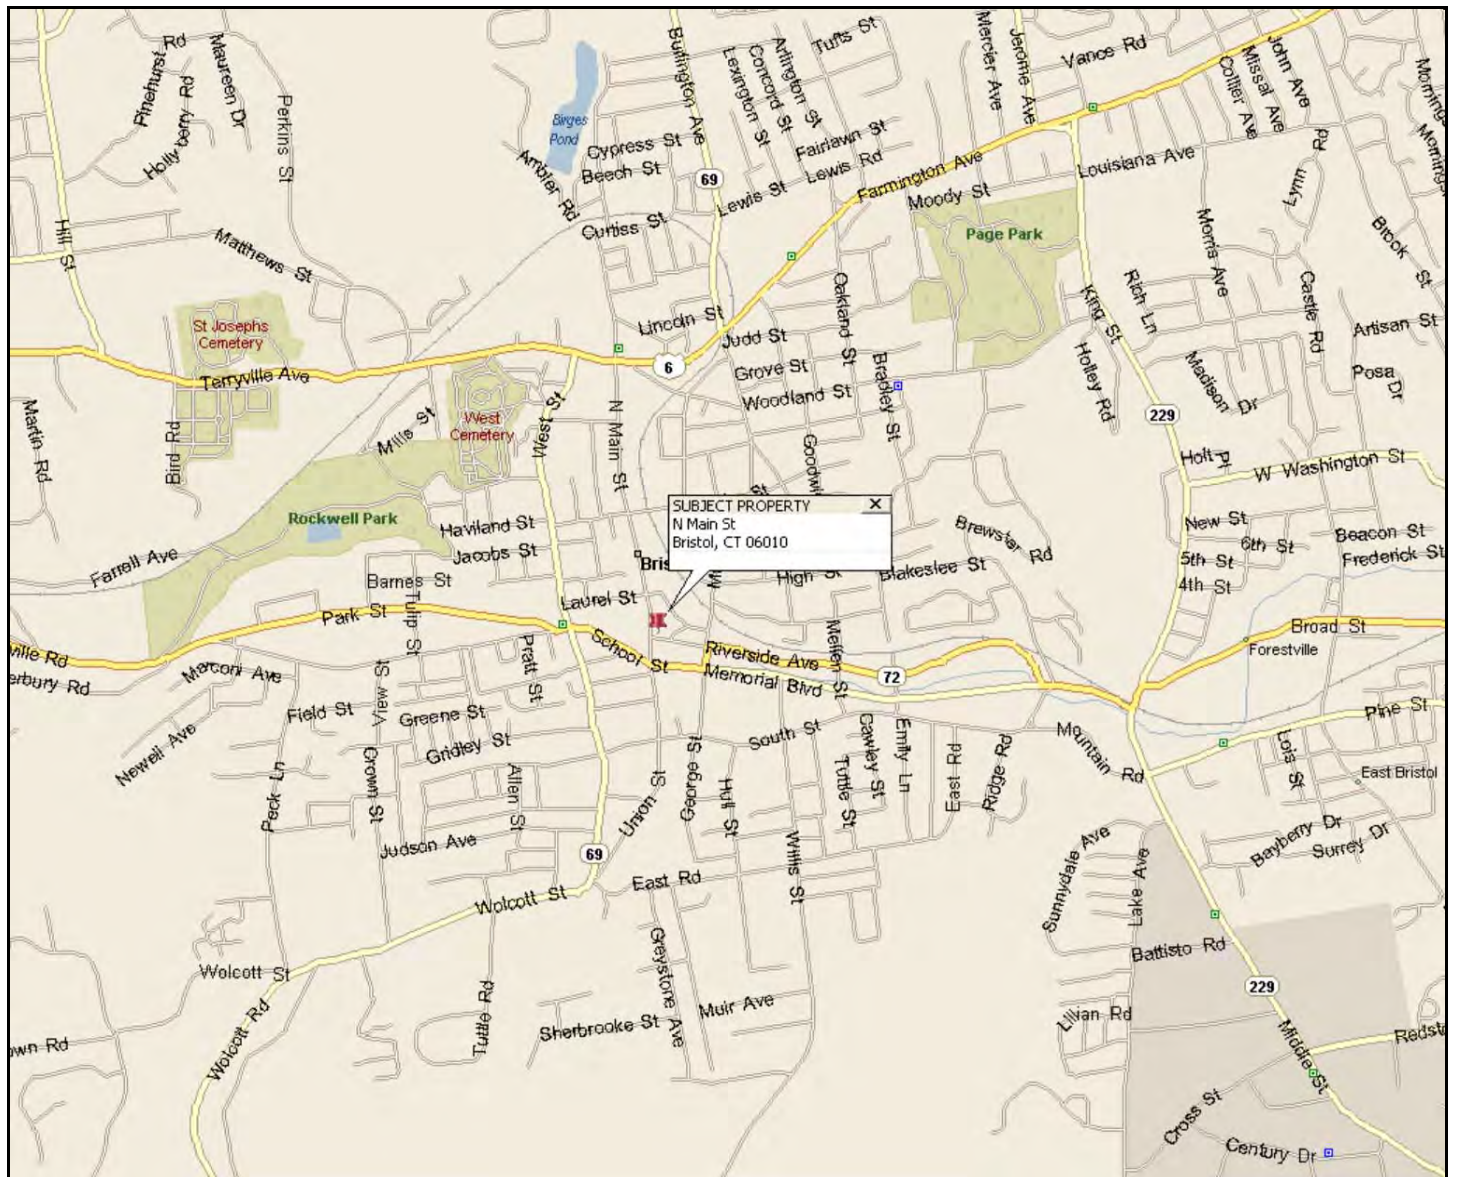 Pinehurst Rd
Maureen Dr
Holly berry Rd
Perkins St
Birges
Pond
Ambler Rd
Cypress St
Beech St
Curtiss St
Burlington Ave
69
Lexington St
Concord St
Arlington St
Tufts St
Fairlawn St
Lewis Rd
Lewis St
Mercier Ave
Jerome Ave
Vance Rd
Collier Ave
Missal Ave
John Ave
Farmington Ave
Moody St
Louisiana Ave
Lynn Rd
Brook St
Hill St
Matthews St
Page Park
Morris Ave
King St
Rich Ln
Castle Rd
Artisan St
Posa Dr
Madison Dr
Holley Rd
St Josephs
Cemetery
Terryville Ave
Lincoln St
Judd St
6
Grove St
Woodland St
Oakland St
Bradley St
Martin Rd
Bird Rd
Mills St
West
Cemetery
West St
N Main St
229
Holt Pl
W Washington St
Rockwell Park
Haviland St
Jacobs St
Farrell Ave
Barnes St
SUBJECT PROPERTY
N Main St
Bristol, CT 06010
High St
Blakeslee St
Brewster Rd
New St
6th St
5th St
4th St
Beacon St
Frederick St
Park St
Tulip St
Laurel St
School St
Riverside Ave
Memorial Blvd
Mellen St
72
Broad St
Forestville
Marconi Ave
Newell Ave
Field St
View St
Greene St
Gridley St
Pratt St
South St
Cawley St
Emily Ln
Tuttle St
East Rd
Ridge Rd
Mountain Rd
Pine St
Lois St
East Bristol
Peck Ln
Crown St
Allen St
Judson Ave
Union St
George St
Hull St
Willis St
69
Wolcott St
East Rd
Sunnydale Ave
Lake Ave
Bayberry Dr
Surrey Dr
Battisto Rd
Wolcott St
Wolcott Rd
Tuttle Rd
Sherbrooke St
Greystone Ave
Muir Ave
Lillian Rd
229
Middle St
Cross St
Century Dr